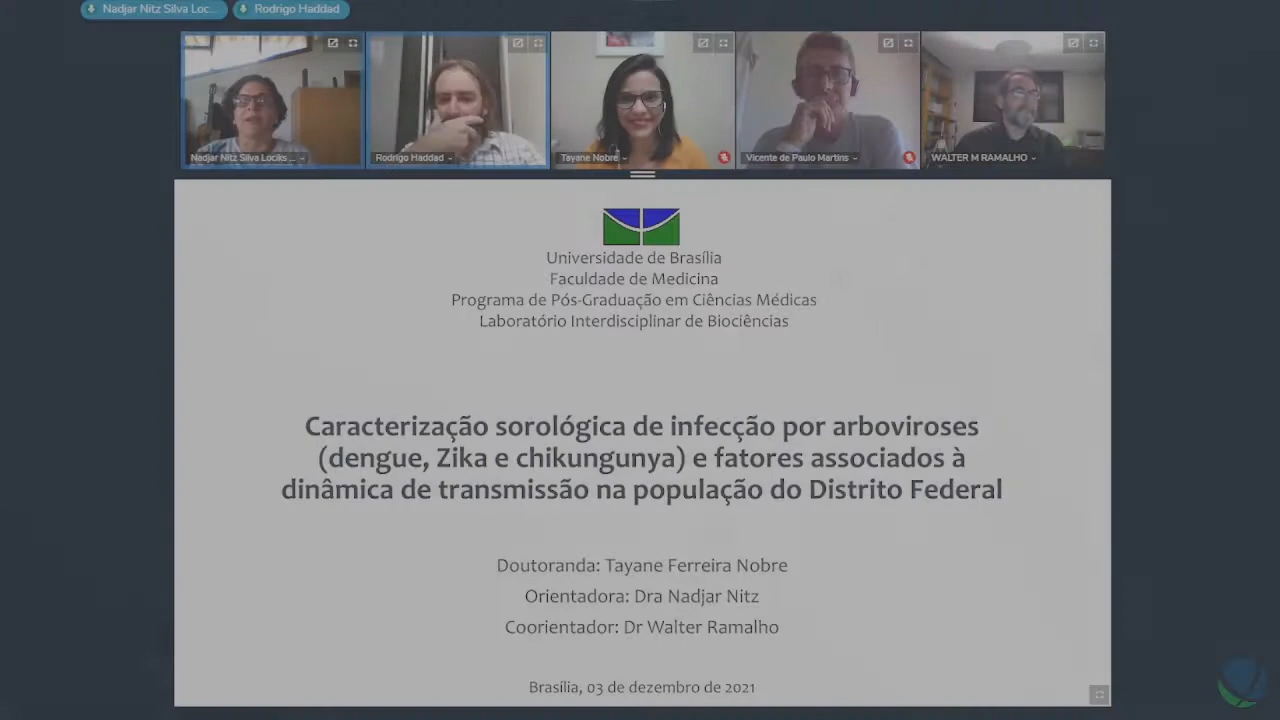 Nadjar Nitz Silva Loc...
Rodrigo Haddad
Nadjar Nitz Silva Lociks ...
Rodrigo Haddad
Tayane Nobre
Vicente de Paulo Martins
WALTER M RAMALHO
Universidade de Brasília
Faculdade de Medicina
Programa de Pós-Graduação em Ciências Médicas
Laboratório Interdisciplinar de Biociências
Caracterização sorológica de infecção por arboviroses
(dengue, Zika e chikungunya) e fatores associados à
dinâmica de transmissão na população do Distrito Federal
Doutoranda: Tayane Ferreira Nobre
Orientadora: Dra Nadjar Nitz
Coorientador: Dr Walter Ramalho
Brasília, 03 de dezembro de 2021